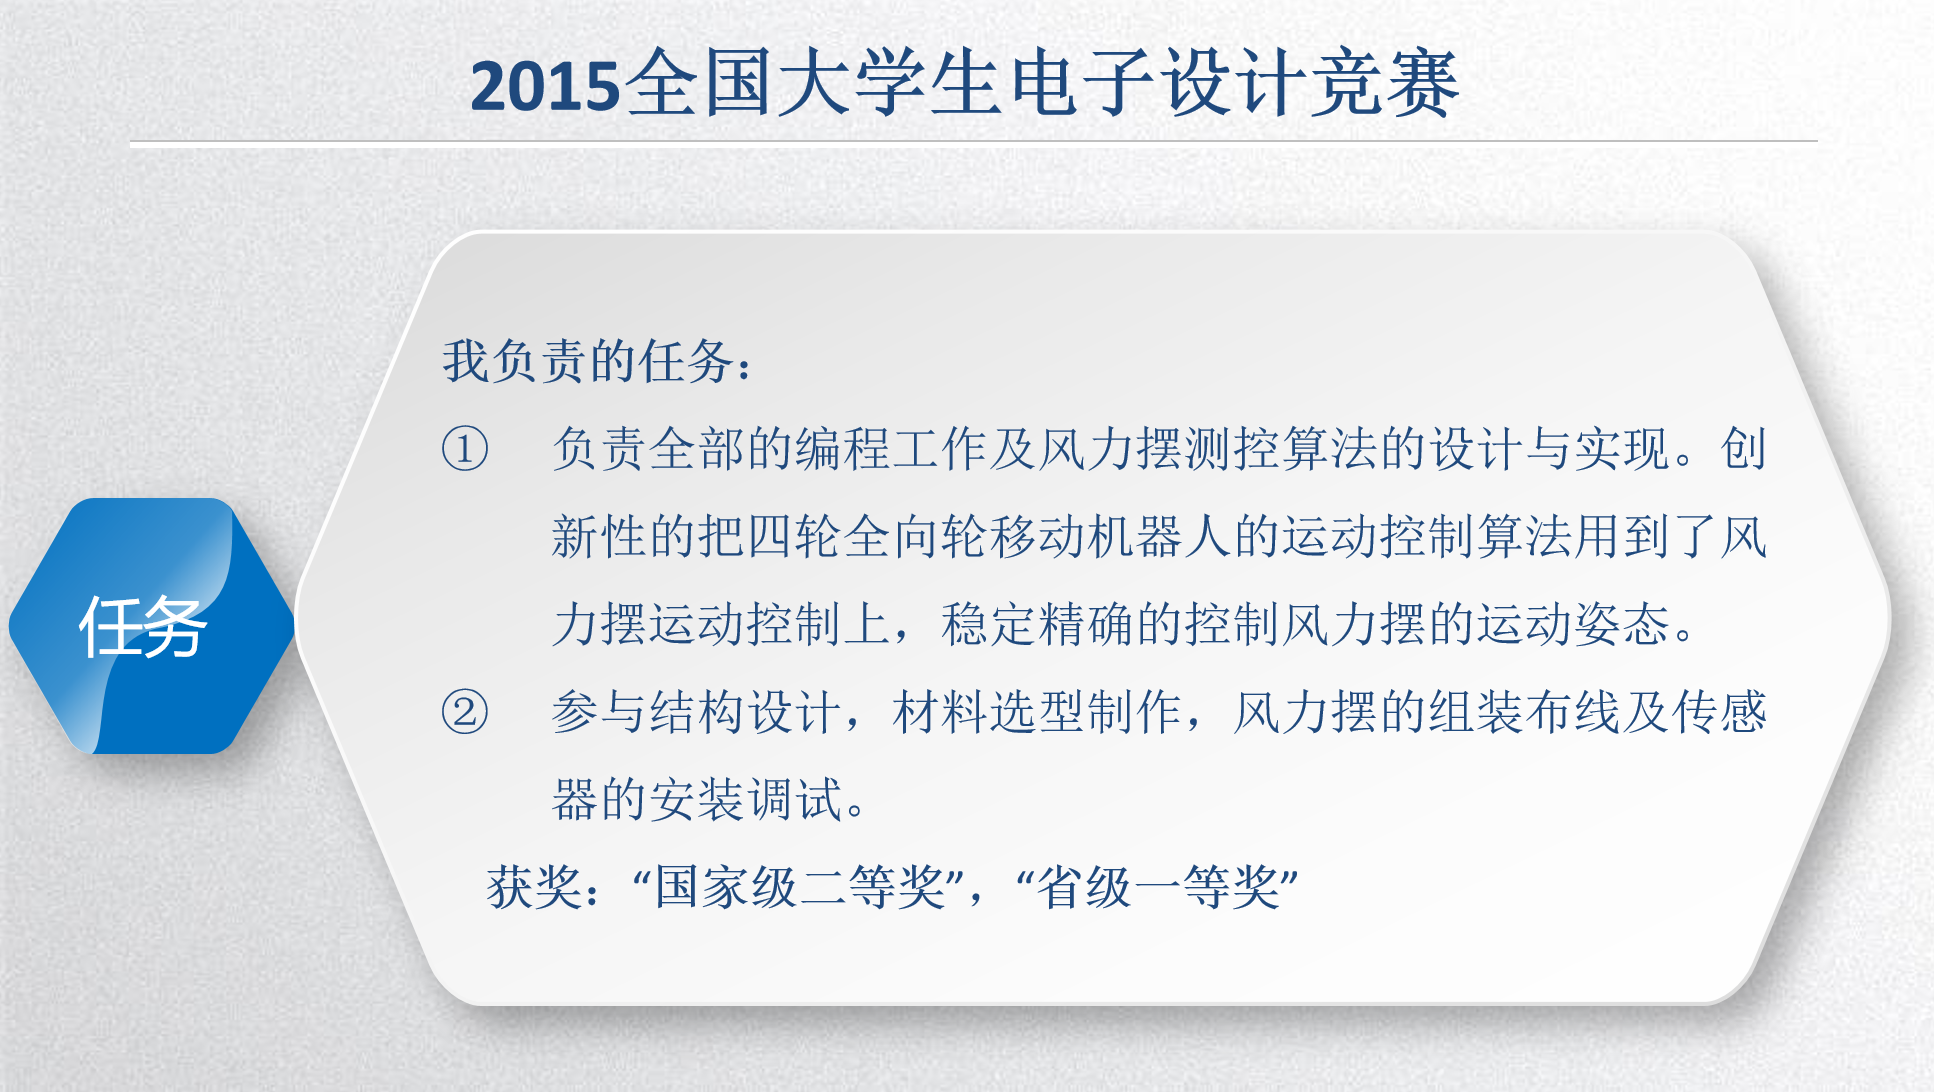 2015全国大学生电子设计竞赛
任务
我负责的任务：
① 负责全部的编程工作及风力摆测控算法的设计与实现。创
新性的把四轮全向轮移动机器人的运动控制算法用到了风
力摆运动控制上，稳定精确的控制风力摆的运动姿态。
② 参与结构设计，材料选型制作，风力摆的组装布线及传感
器的安装调试。
获奖：“国家级二等奖”，“省级一等奖”